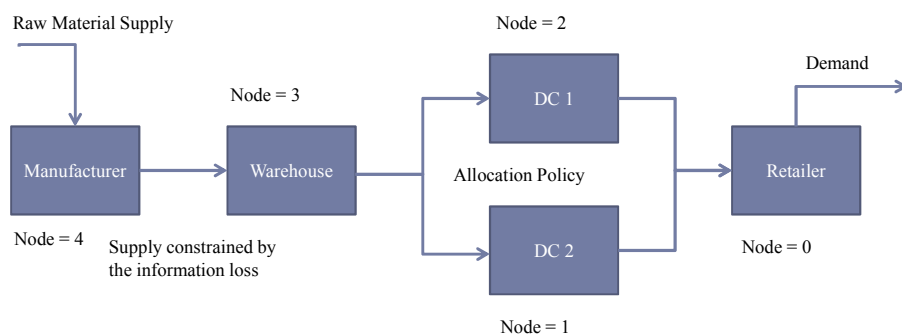 Raw Material Supply
Node = 2
Demand
Node = 3
DC 1
Manufacturer
Warehouse
Allocation Policy
Retailer
Node = 4
Supply constrained by
the information loss
DC 2
Node = 0
Node = 1